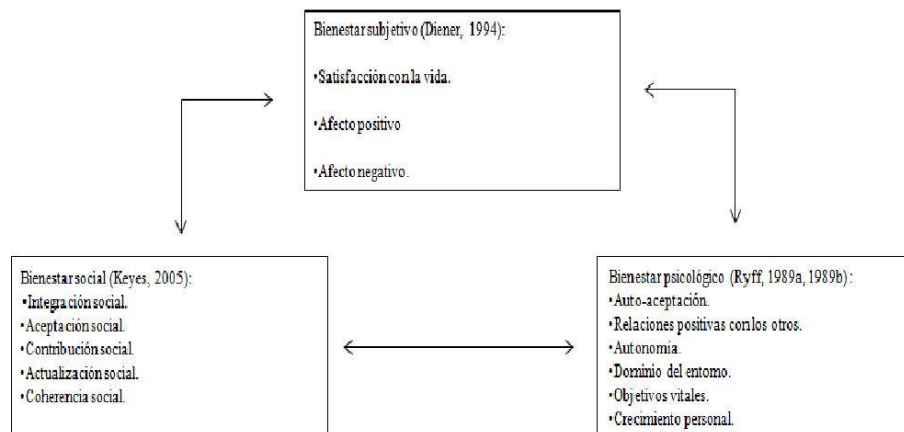 Bienestar subjetivo (Diener, 1994):
•Satisfacción con la vida.
•Afecto positivo
•Afecto negativo.
Bienestar social (Keyes, 2005):
•Integración social.
•Aceptación social.
•Contribución social.
•Actualización social.
•Coherencia social.
Bienestar psicológico (Ryff, 1989a, 1989b) :
•Auto-aceptación.
•Relaciones positivas con los otros.
•Autonomía.
•Dominio del entorno.
•Objetivos vitales.
•Crecimiento personal.